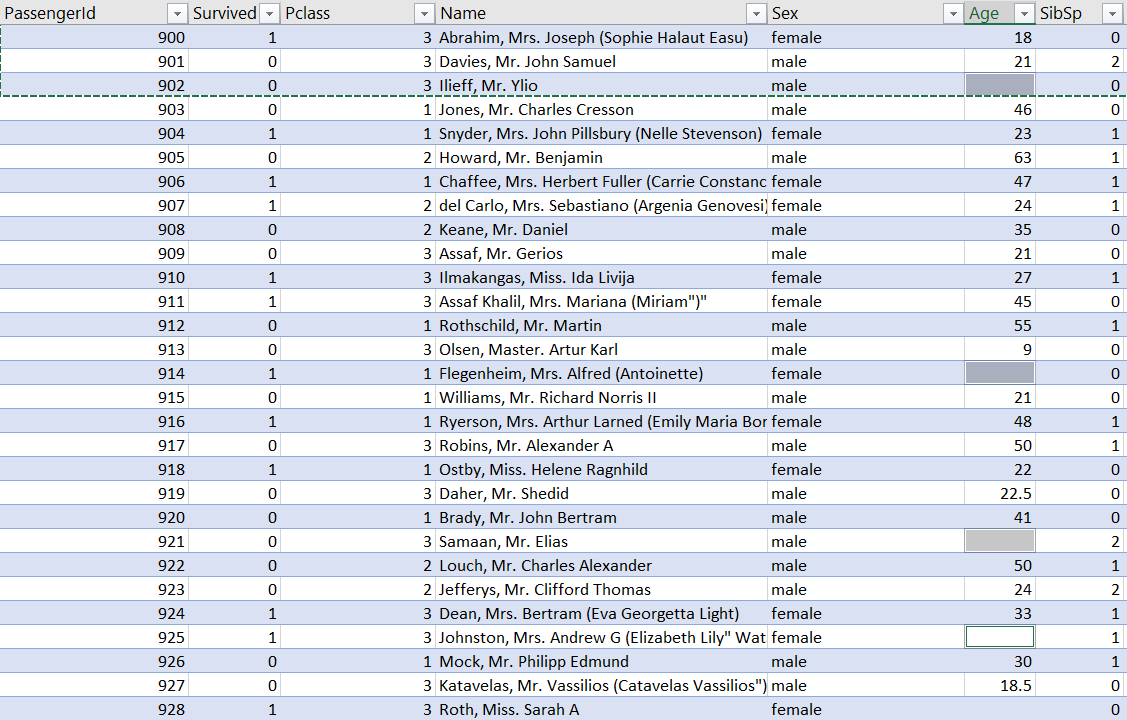 PassengerId Survived Pclass Name Sex Age SibSp
900 1 3 Abrahim, Mrs. Joseph (Sophie Halaut Easu) female 18 0
901 0 3 Davies, Mr. John Samuel male 21 2
902 0 3 Ilieff, Mr. Ylio male 0
903 0 1 Jones, Mr. Charles Cresson male 46 0
904 1 1 Snyder, Mrs. John Pillsbury (Nelle Stevenson) female 23 1
905 0 2 Howard, Mr. Benjamin male 63 1
906 1 1 Chaffee, Mrs. Herbert Fuller (Carrie Constanc female 47 1
907 1 2 del Carlo, Mrs. Sebastiano (Argenia Genovesi) female 24 1
908 0 2 Keane, Mr. Daniel male 35 0
909 0 3 Assaf, Mr. Gerios male 21 0
910 1 3 Ilmakangas, Miss. Ida Livija female 27 1
911 1 3 Assaf Khalil, Mrs. Mariana (Miriam")" female 45 0
912 0 1 Rothschild, Mr. Martin male 55 1
913 0 3 Olsen, Master. Artur Karl male 9 0
914 1 1 Flegenheim, Mrs. Alfred (Antoinette) female 0
915 0 1 Williams, Mr. Richard Norris II male 21 0
916 1 1 Ryerson, Mrs. Arthur Larned (Emily Maria Bor female 48 1
917 0 3 Robins, Mr. Alexander A male 50 1
918 1 1 Ostby, Miss. Helene Ragnhild female 22 0
919 0 3 Daher, Mr. Shedid male 22.5 0
920 0 1 Brady, Mr. John Bertram male 41 0
921 0 3 Samaan, Mr. Elias male 2
922 0 2 Louch, Mr. Charles Alexander male 50 1
923 0 2 Jefferys, Mr. Clifford Thomas male 24 2
924 1 3 Dean, Mrs. Bertram (Eva Georgetta Light) female 33 1
925 1 3 Johnston, Mrs. Andrew G (Elizabeth Lily" Wat female 1
926 0 1 Mock, Mr. Philipp Edmund male 30 1
927 0 3 Katavelas, Mr. Vassilios (Catavelas Vassilios") male 18.5 0
928 1 3 Roth, Miss. Sarah A female 0